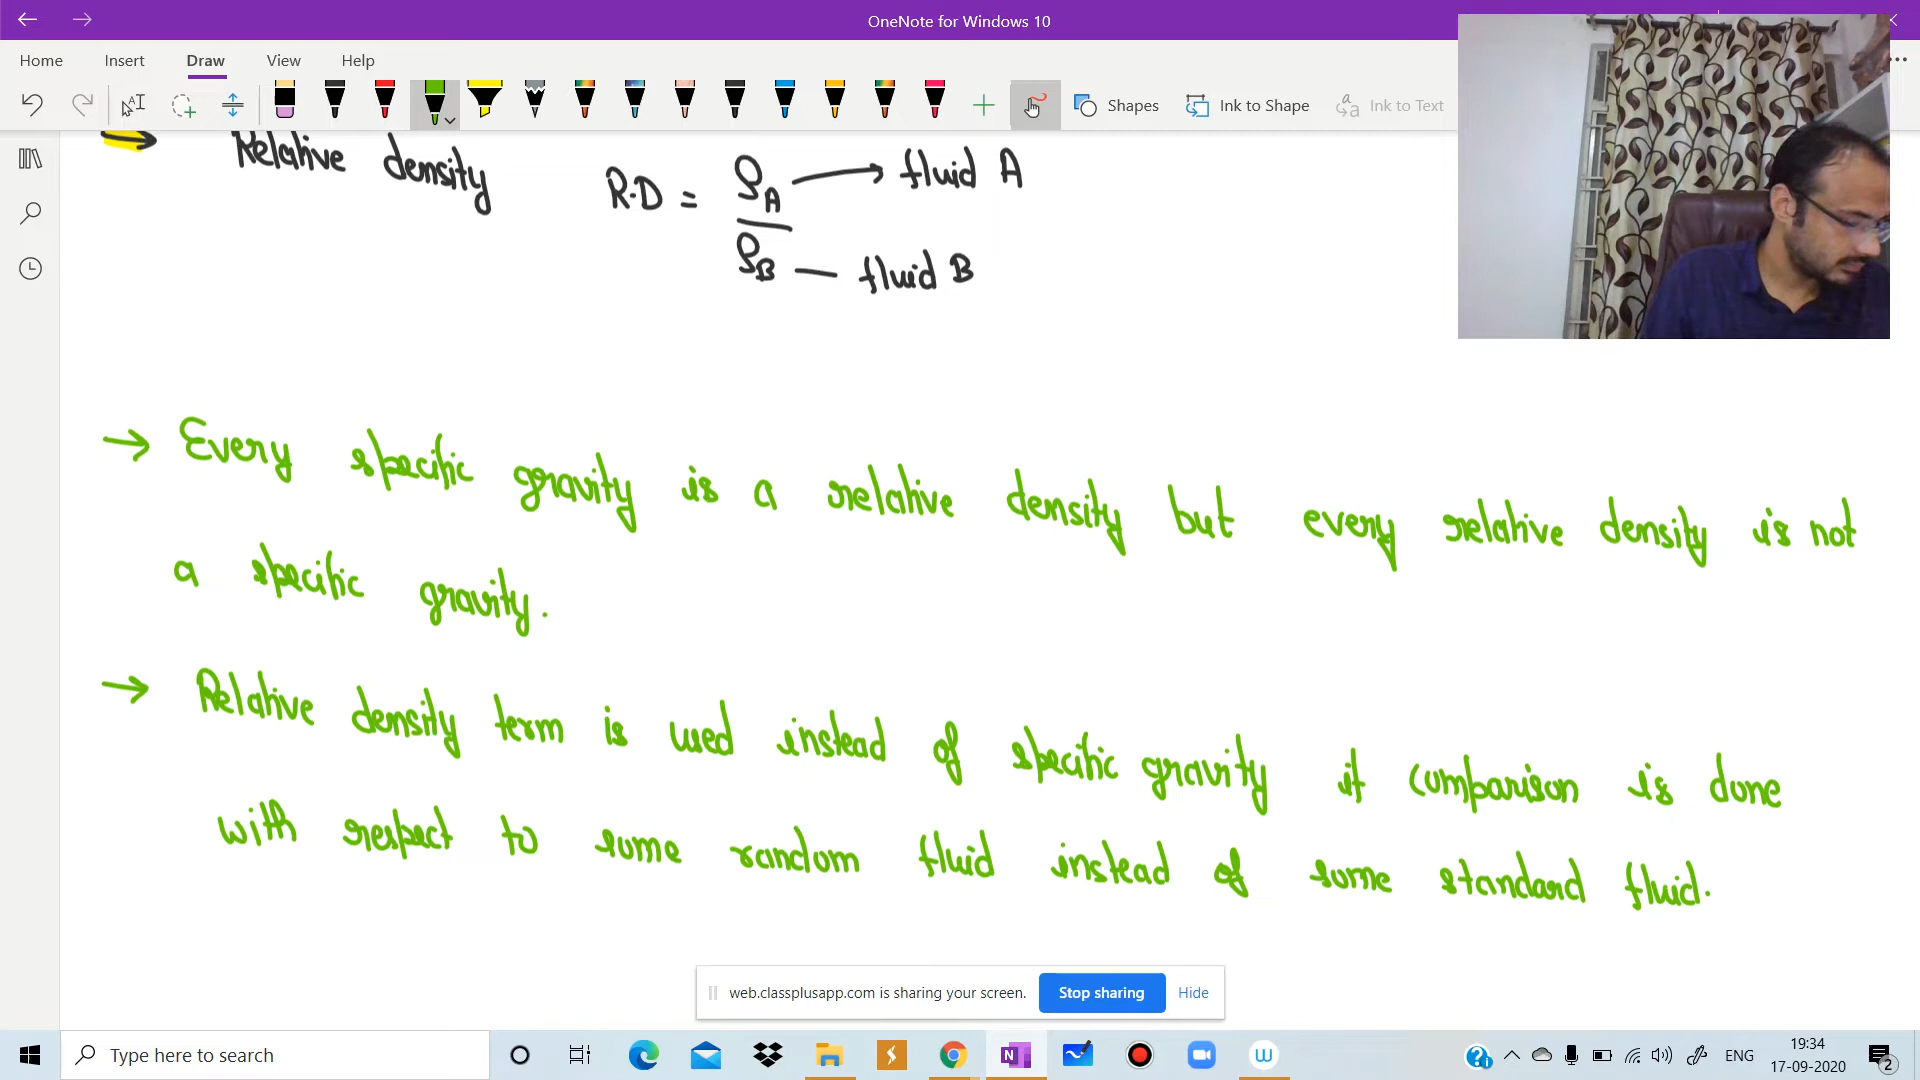 OneNote for Windows 10
Home Insert Draw View Help
Shapes Ink to Shape Ink to Text
Relative density R.D = ρA → fluid A
ρB — fluid B
→ Every specific gravity is a relative density but every relative density is not
a specific gravity.
→ Relative density term is used instead of specific gravity if comparison is done
with respect to some random fluid instead of some standard fluid.
web.classplusapp.com is sharing your screen. Stop sharing Hide
Type here to search
ENG
19:34
17-09-2020
2